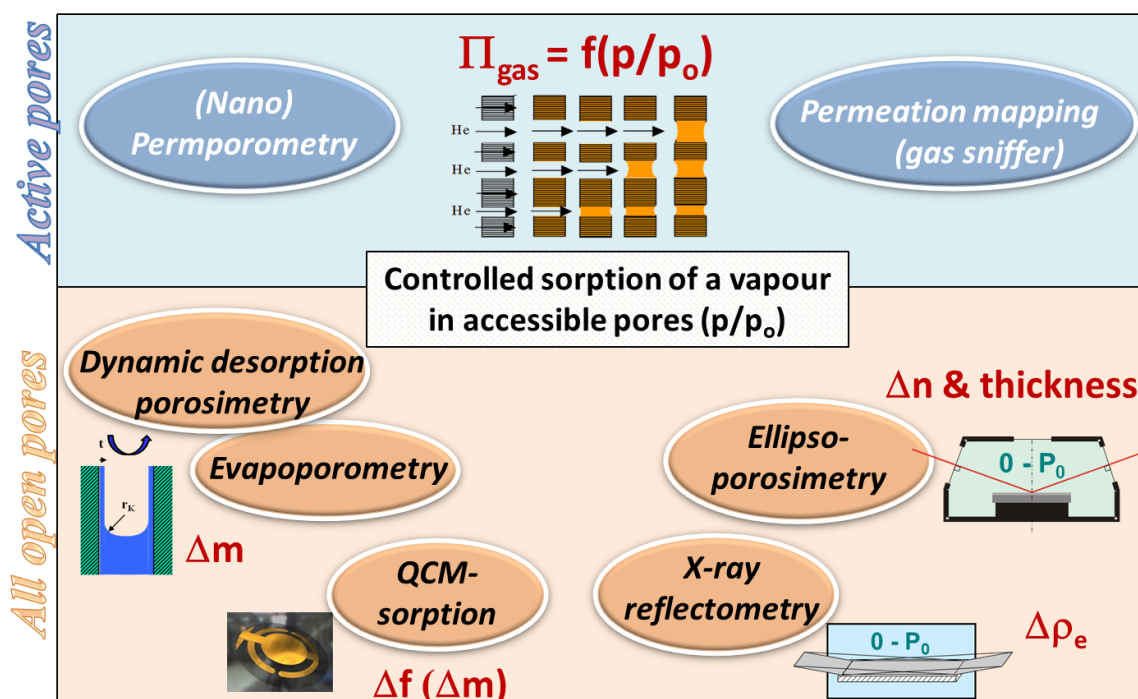 Active pores
Π gas = f(p/po)
(Nano)
Permporometry
He
He
Permeation mapping
(gas sniffer)
Controlled sorption of a vapour
in accessible pores (p/po)
All open pores
Dynamic desorption
porosimetry
t
rK
Evapoporometry
Δm
QCM-
sorption
Δf (Δm)
Δn & thickness
Ellipso-
porosimetry
0 - P0
X-ray
reflectometry
0 - P0
Δρe